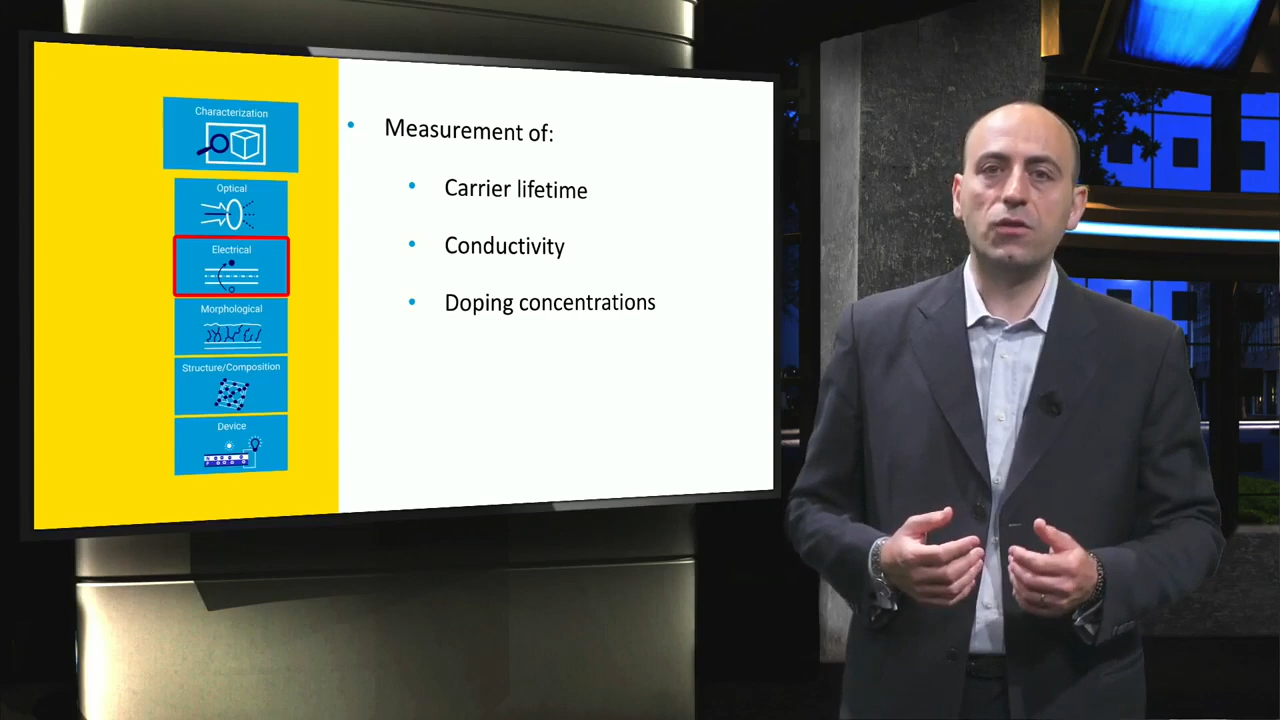 Characterization
Optical
Electrical
Morphological
Structure/Composition
Device
• Measurement of:
• Carrier lifetime
• Conductivity
• Doping concentrations